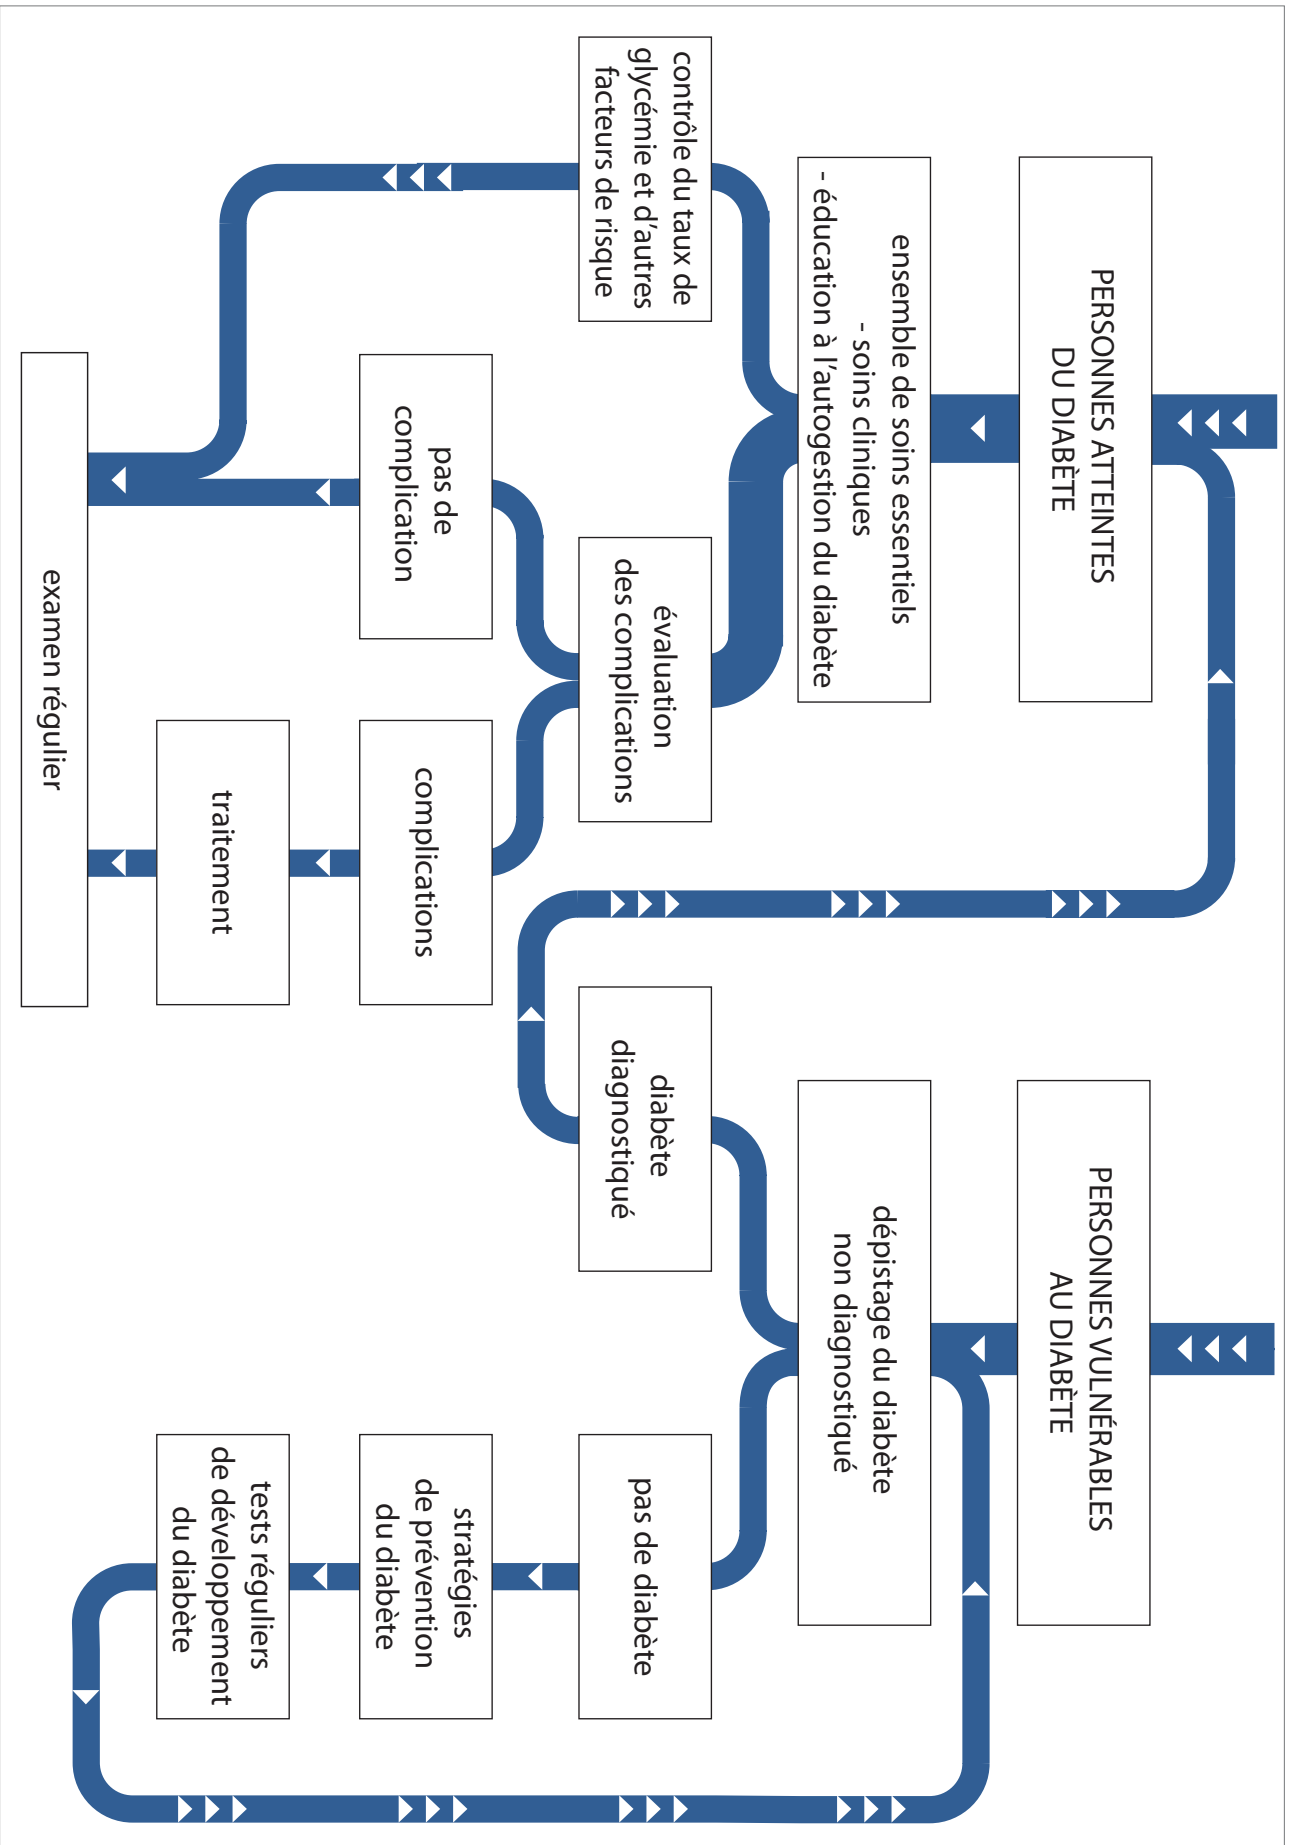 PERSONNES ATTEINTES
DU DIABÈTE
ensemble de soins essentiels
- soins cliniques
- éducation à l'autogestion du diabète
contrôle du taux de
glycémie et d'autres
facteurs de risque
évaluation
des complications
pas de
complication
complications
traitement
examen régulier
PERSONNES VULNÉRABLES
AU DIABÈTE
dépistage du diabète
non diagnostiqué
diabète
diagnostiqué
pas de diabète
stratégies
de prévention
du diabète
tests réguliers
de développement
du diabète